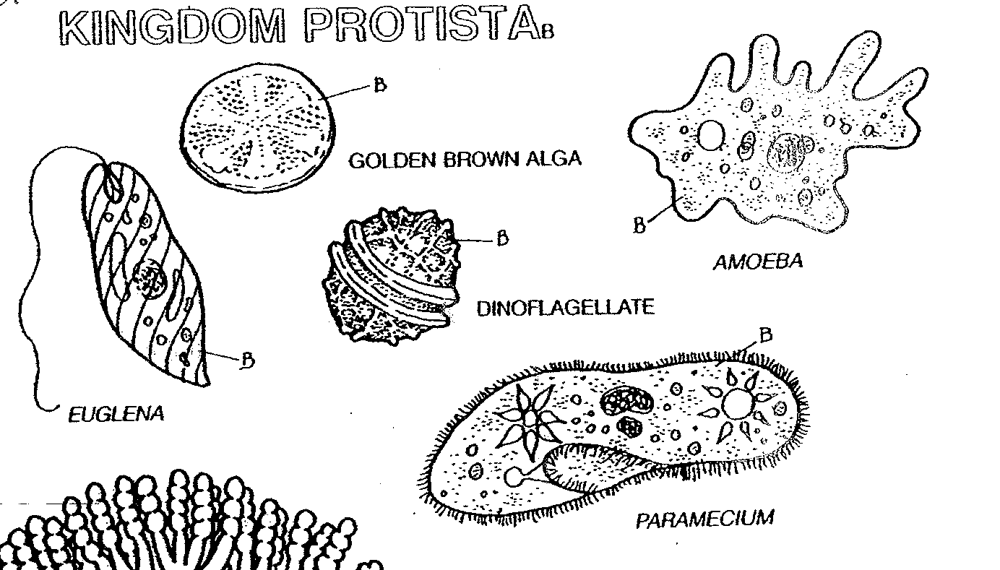 KINGDOM PROTISTA B
B
GOLDEN BROWN ALGA
B
AMOEBA
B
DINOFLAGELLATE
B
EUGLENA
B
PARAMECIUM